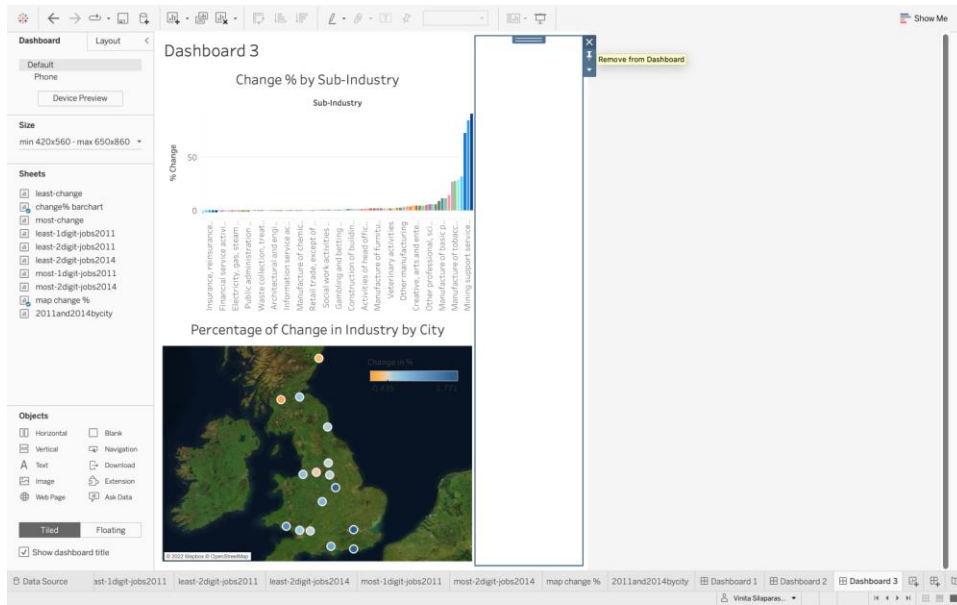 Show Me
Dashboard
Layout
Default
Phone
Device Preview
Size
min 420x560 - max 650x860
Sheets
least-change
change% barchart
most-change
least-1digit-jobs2011
least-2digit-jobs2011
least-2digit-jobs2014
most-1digit-jobs2011
most-2digit-jobs2014
map change %
2011and2014bycity
Objects
Horizontal
Blank
Vertical
Navigation
Text
Download
Image
Extension
Web Page
Ask Data
Tiled
Floating
Show dashboard title
Dashboard 3
Change % by Sub-Industry
Sub-Industry
% Change
50
0
Insurance, reinsurance..
Financial service activi..
Electricity, gas, steam ..
Public administration ..
Waste collection, treat..
Architectural and engi..
Information service ac..
Manufacture of chemic..
Retail trade, except of ..
Social work activities
Gambling and betting ..
Construction of buildin..
Activities of head offic..
Manufacture of furnitu..
Veterinary activities
Other manufacturing
Creative, arts and ente..
Other professional, sci..
Manufacture of basic p..
Manufacture of tobacc..
Mining support service..
Percentage of Change in Industry by City
Change in %
© 2022 Mapbox © OpenStreetMap
Remove from Dashboard
Data Source
ast-1digit-jobs2011
least-2digit-jobs2011
least-2digit-jobs2014
most-1digit-jobs2011
most-2digit-jobs2014
map change %
2011and2014bycity
Dashboard 1
Dashboard 2
Dashboard 3
Vinita Silaparas...